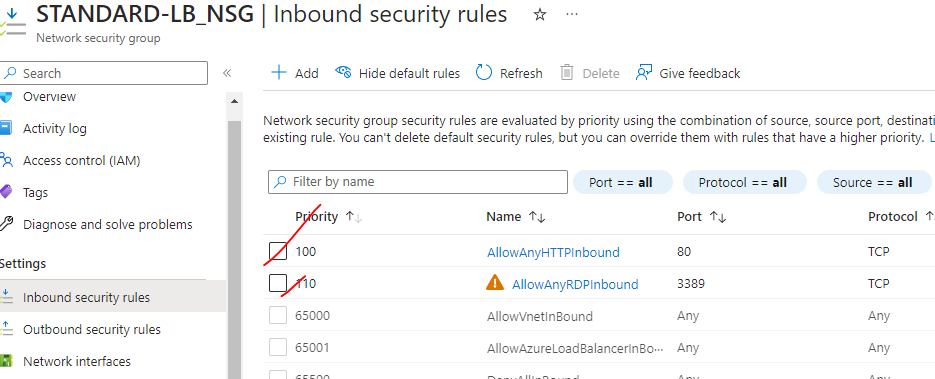 STANDARD-LB_NSG | Inbound security rules
Network security group
Search
Add
Hide default rules
Refresh
Delete
Give feedback
Overview
Activity log
Access control (IAM)
Tags
Diagnose and solve problems
Settings
Inbound security rules
Outbound security rules
Network interfaces
Network security group security rules are evaluated by priority using the combination of source, source port, destinati
existing rule. You can't delete default security rules, but you can override them with rules that have a higher priority. L
Filter by name
Port == all
Protocol == all
Source == all
Priority Name Port Protocol
100 AllowAnyHTTPInbound 80 TCP
110 AllowAnyRDPInbound 3389 TCP
65000 AllowVnetInBound Any Any
65001 AllowAzureLoadBalancerInBo... Any Any
65500 DenyAllInBound Any Any